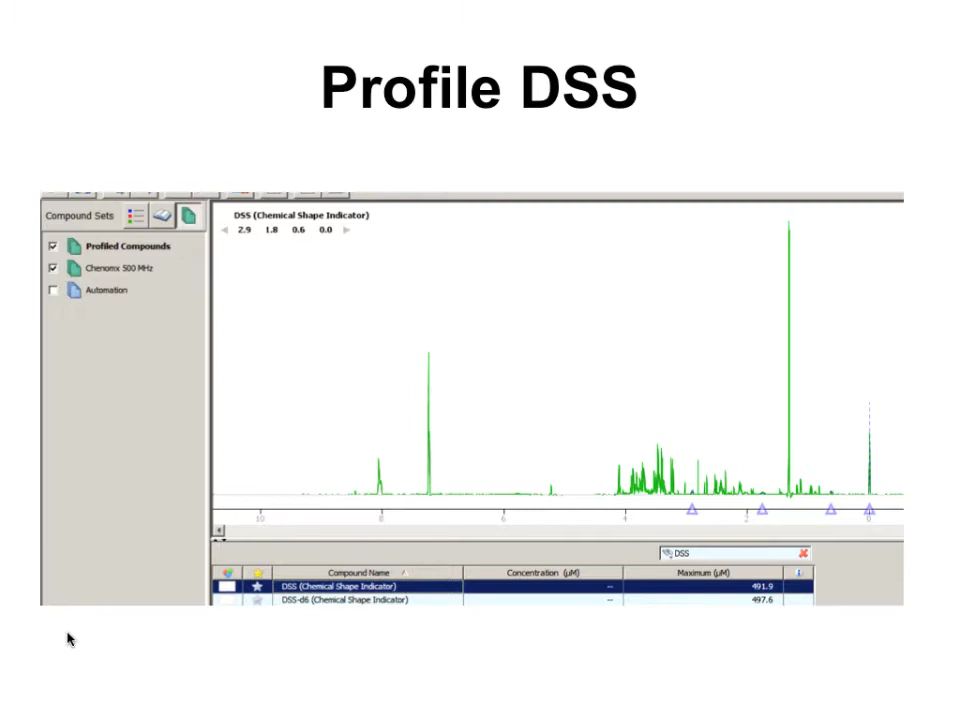 Profile DSS
Compound Sets
DSS (Chemical Shape Indicator)
2.9 1.8 0.6 0.0
Profiled Compounds
Chenomx 500 MHz
Automation
10 8 6 4 2 0
DSS
Compound Name Concentration (µM) Maximum (µM)
DSS (Chemical Shape Indicator) -- 491.9
DSS-d6 (Chemical Shape Indicator) -- 497.6